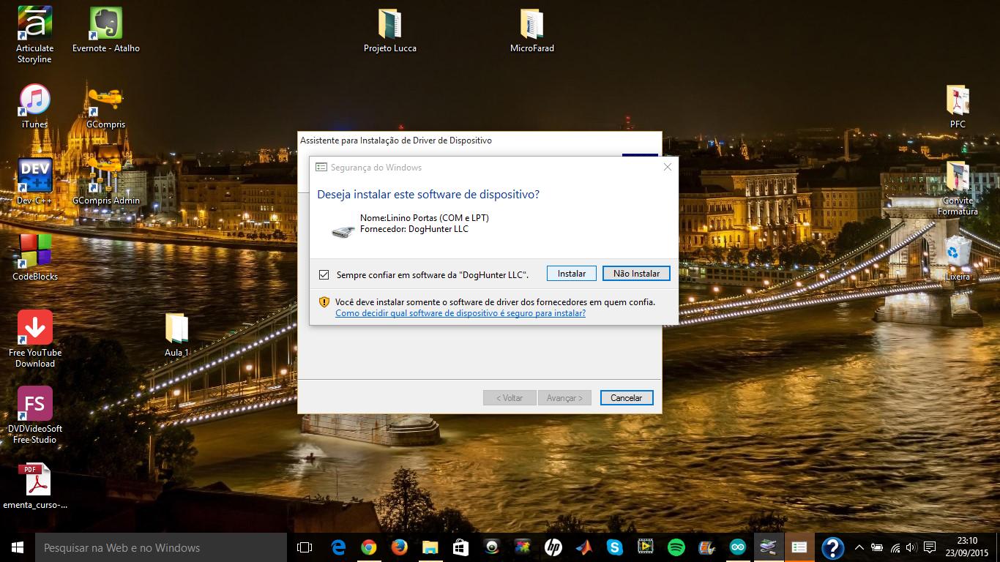 Articulate
Storyline
Evernote - Atalho
Projeto Lucca
MicroFarad
iTunes
GCompris
PFC
DEV
C++
Dev-C++
GCompris Admin
Convite
Formatura
CodeBlocks
Lixeira
Free YouTube
Download
Aula 1
FS
DVDVideoSoft
Free Studio
PDF
ementa_curso-...
Assistente para Instalação de Driver de Dispositivo
Segurança do Windows
Deseja instalar este software de dispositivo?
Nome:Linino Portas (COM e LPT)
Fornecedor: DogHunter LLC
Sempre confiar em software da "DogHunter LLC".
Instalar
Não Instalar
Você deve instalar somente o software de driver dos fornecedores em quem confia.
Como decidir qual software de dispositivo é seguro para instalar?
< Voltar
Avançar >
Cancelar
Pesquisar na Web e no Windows
23:10
23/09/2015